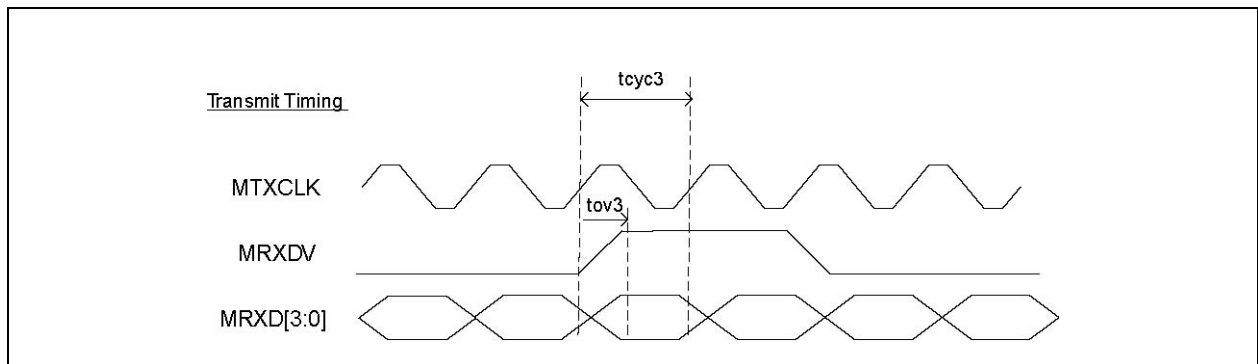 tcyc3
Transmit Timing
MTXCLK
tov3
MRXDV
MRXD[3:0]